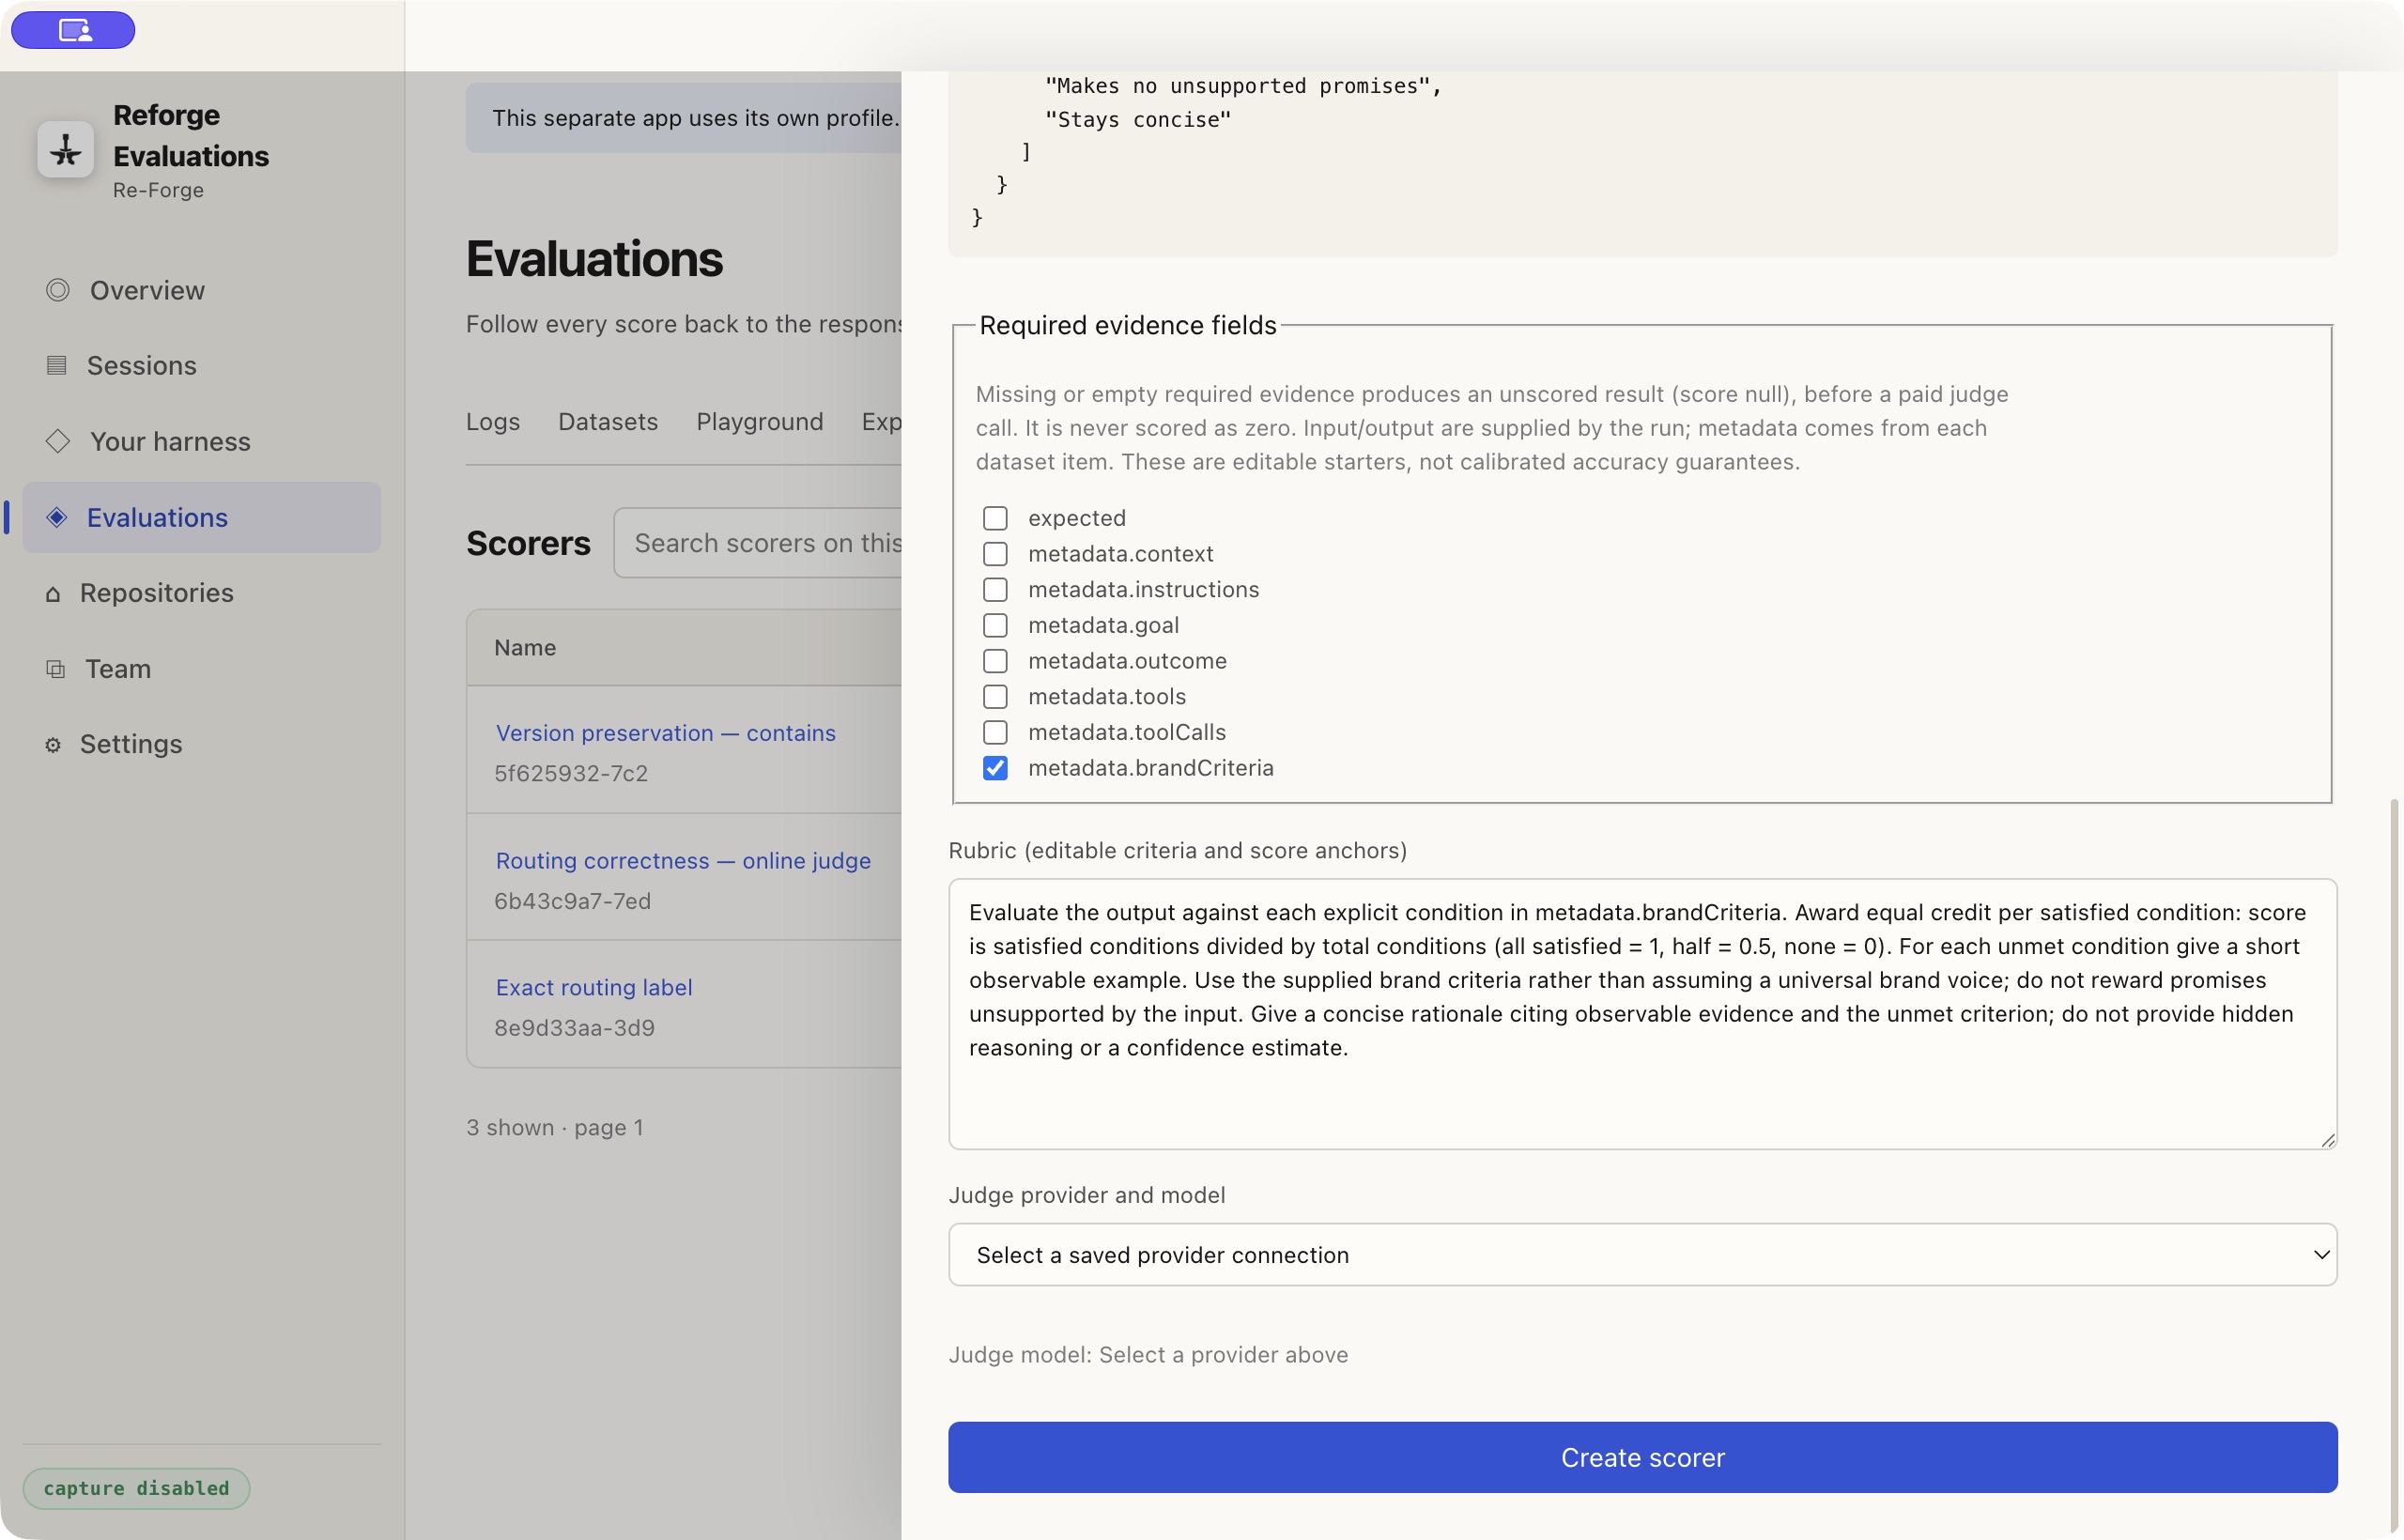 Reforge
Evaluations
Re-Forge
Overview
Sessions
Your harness
Evaluations
Repositories
Team
Settings
capture disabled
This separate app uses its own profile.
Evaluations
Follow every score back to the
Logs Datasets Playground
Scorers
Search scorers on this
Name
Version preservation — contains
5f625932-7c2
Routing correctness — online judge
6b43c9a7-7ed
Exact routing label
8e9d33aa-3d9
3 shown · page 1
"Makes no unsupported promises",
"Stays concise"
]
}
}
Required evidence fields
Missing or empty required evidence produces an unscored result (score null), before a paid judge
call. It is never scored as zero. Input/output are supplied by the run; metadata comes from each
dataset item. These are editable starters, not calibrated accuracy guarantees.
expected
metadata.context
metadata.instructions
metadata.goal
metadata.outcome
metadata.tools
metadata.toolCalls
metadata.brandCriteria
Rubric (editable criteria and score anchors)
Evaluate the output against each explicit condition in metadata.brandCriteria. Award equal credit per satisfied condition: score
is satisfied conditions divided by total conditions (all satisfied = 1, half = 0.5, none = 0). For each unmet condition give a short
observable example. Use the supplied brand criteria rather than assuming a universal brand voice; do not reward promises
unsupported by the input. Give a concise rationale citing observable evidence and the unmet criterion; do not provide hidden
reasoning or a confidence estimate.
Judge provider and model
Select a saved provider connection
Judge model: Select a provider above
Create scorer